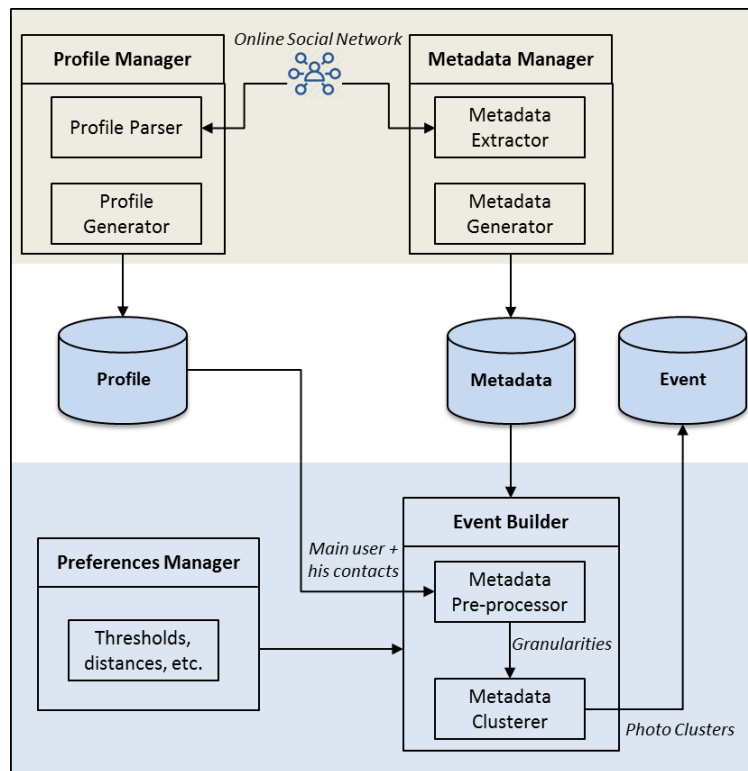 Online Social Network
Profile Manager
Profile Parser
Profile
Generator
Metadata Manager
Metadata
Extractor
Metadata
Generator
Profile
Metadata
Event
Preferences Manager
Thresholds,
distances, etc.
Main user +
his contacts
Event Builder
Metadata
Pre-processor
Granularities
Metadata
Clusterer
Photo Clusters